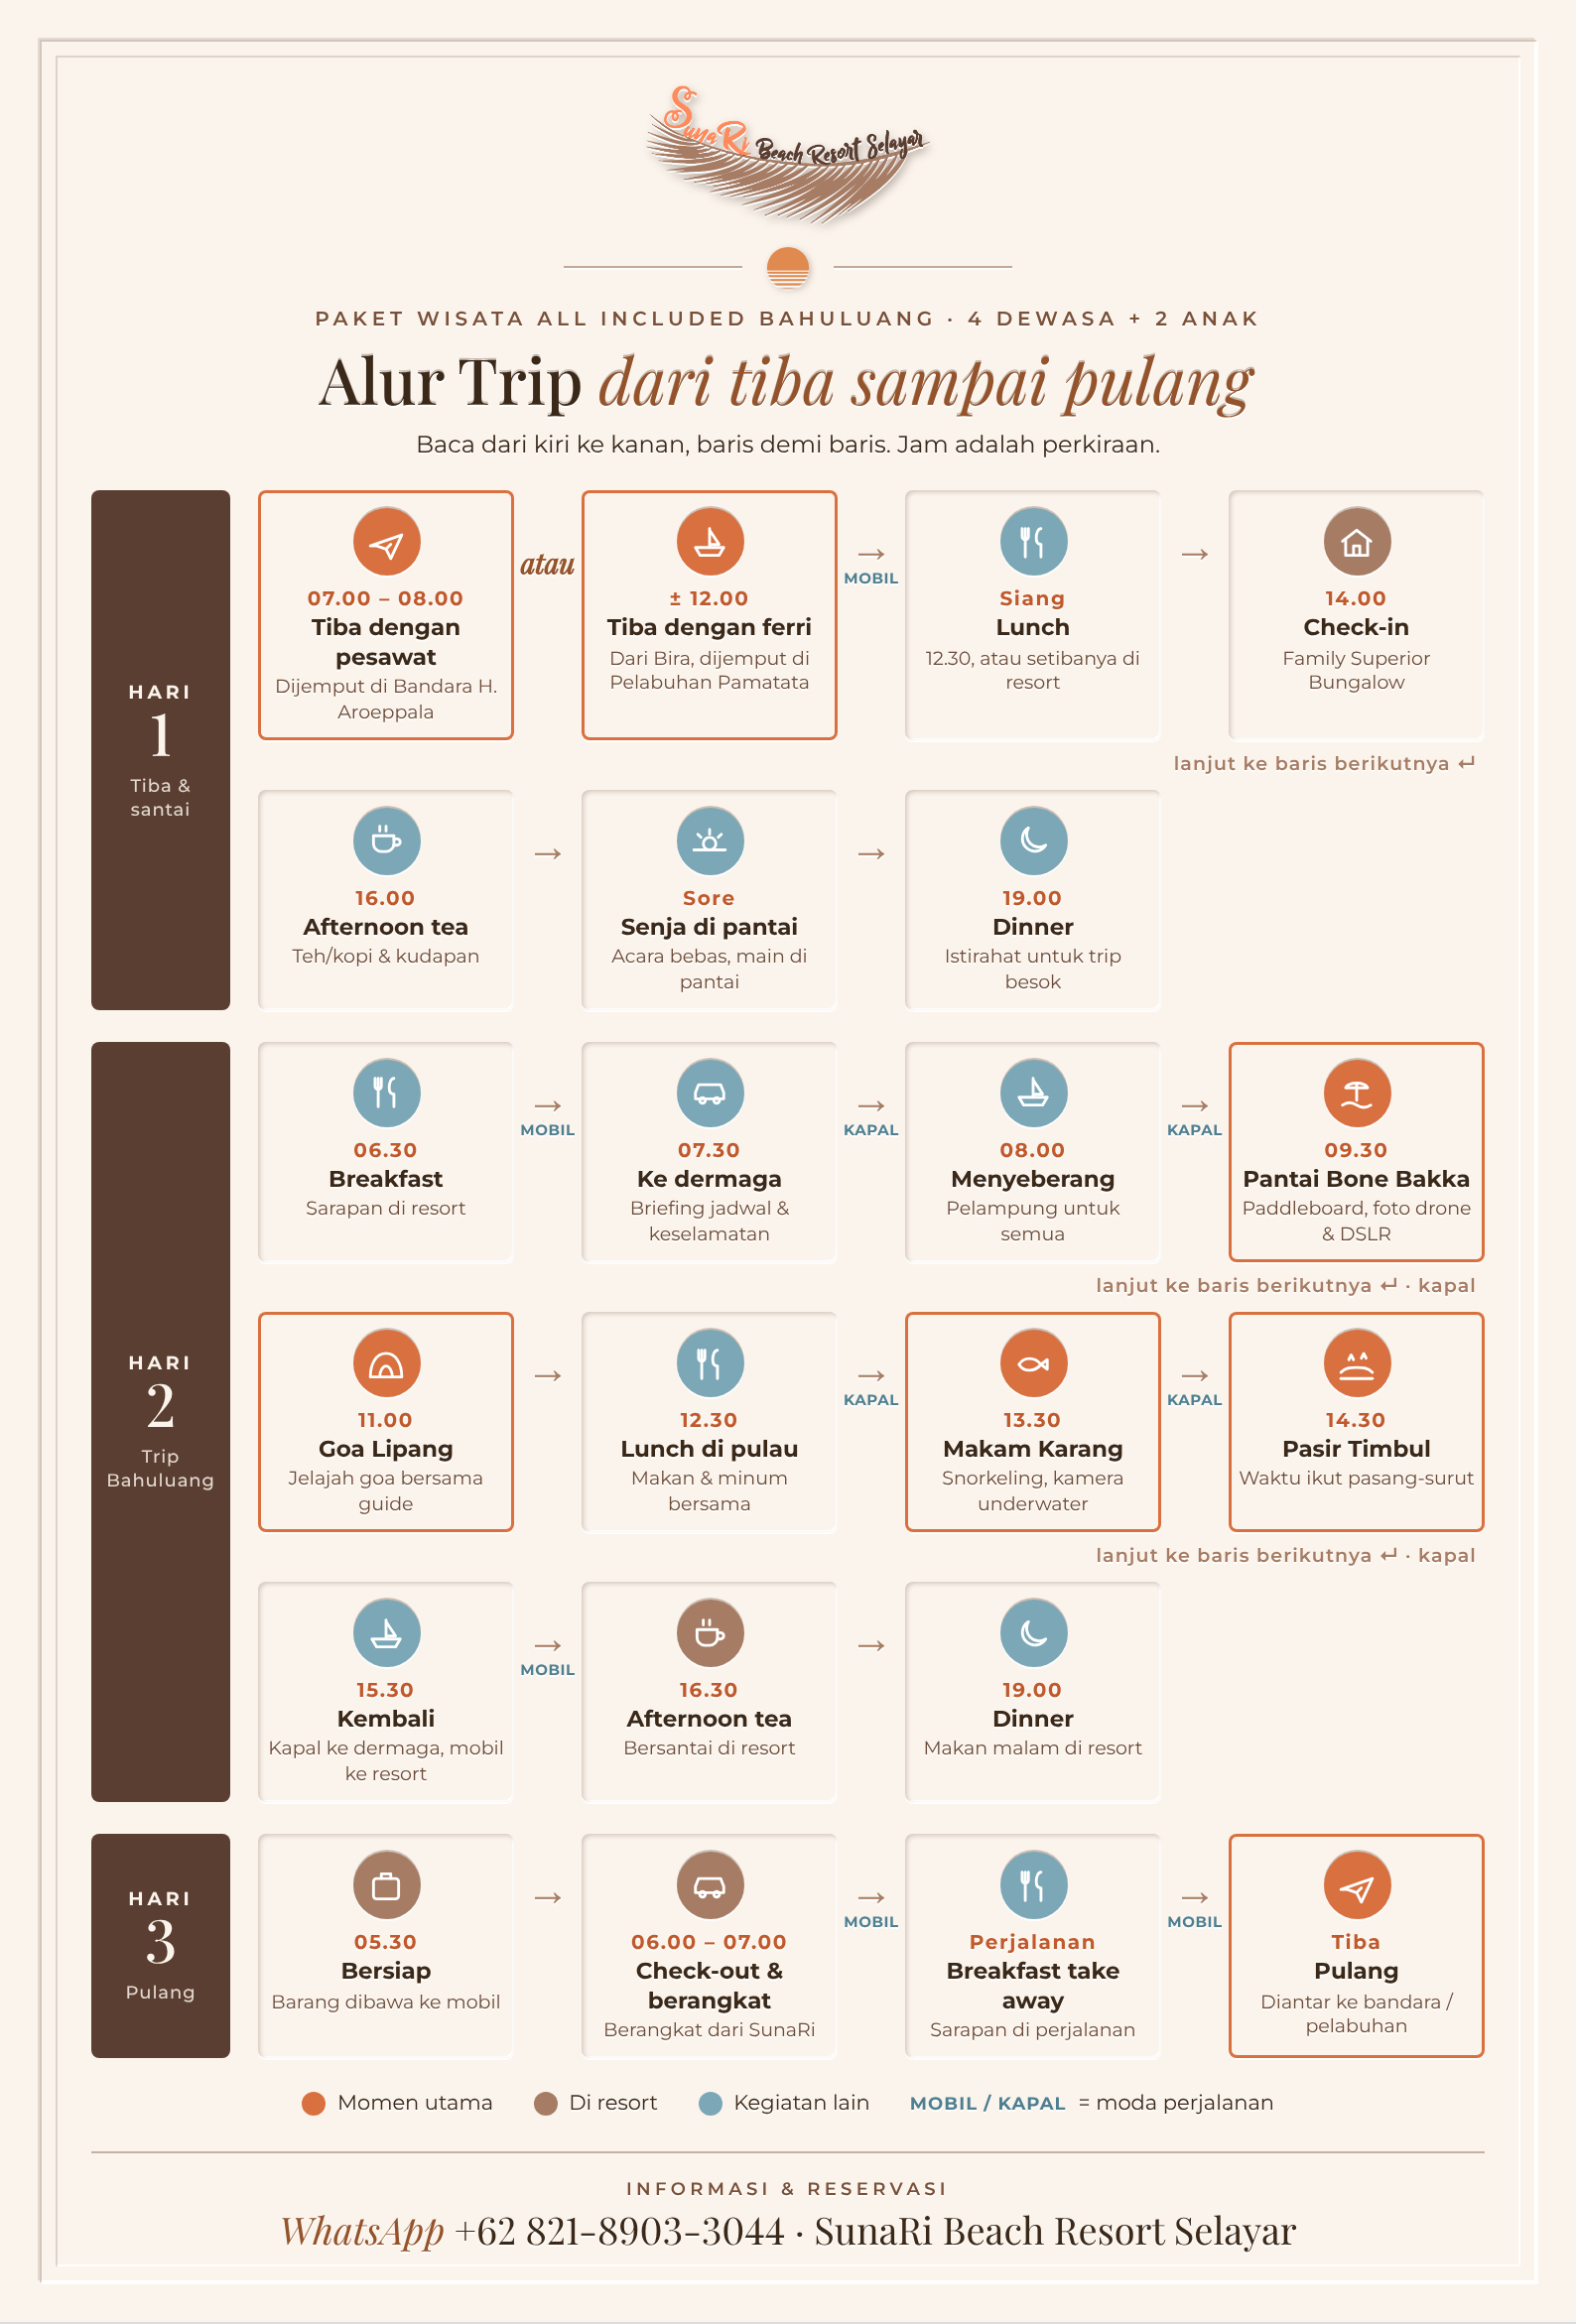 SunaRi Beach Resort Selayar
PAKET WISATA ALL INCLUDED BAHULUANG · 4 DEWASA + 2 ANAK
Alur Trip dari tiba sampai pulang
Baca dari kiri ke kanan, baris demi baris. Jam adalah perkiraan.
HARI
1
Tiba &
santai
07.00 – 08.00
Tiba dengan
pesawat
Dijemput di Bandara H.
Aroeppala
atau
± 12.00
Tiba dengan ferri
Dari Bira, dijemput di
Pelabuhan Pamatata
→
MOBIL
Siang
Lunch
12.30, atau setibanya di
resort
→
14.00
Check-in
Family Superior
Bungalow
lanjut ke baris berikutnya ↵
16.00
Afternoon tea
Teh/kopi & kudapan
→
Sore
Senja di pantai
Acara bebas, main di
pantai
→
19.00
Dinner
Istirahat untuk trip
besok
HARI
2
Trip
Bahuluang
06.30
Breakfast
Sarapan di resort
→
MOBIL
07.30
Ke dermaga
Briefing jadwal &
keselamatan
→
KAPAL
08.00
Menyeberang
Pelampung untuk
semua
→
KAPAL
09.30
Pantai Bone Bakka
Paddleboard, foto drone
& DSLR
lanjut ke baris berikutnya ↵ · kapal
11.00
Goa Lipang
Jelajah goa bersama
guide
→
12.30
Lunch di pulau
Makan & minum
bersama
→
KAPAL
13.30
Makam Karang
Snorkeling, kamera
underwater
→
KAPAL
14.30
Pasir Timbul
Waktu ikut pasang-surut
lanjut ke baris berikutnya ↵ · kapal
15.30
Kembali
Kapal ke dermaga, mobil
ke resort
→
MOBIL
16.30
Afternoon tea
Bersantai di resort
→
19.00
Dinner
Makan malam di resort
HARI
3
Pulang
05.30
Bersiap
Barang dibawa ke mobil
→
06.00 – 07.00
Check-out &
berangkat
Berangkat dari SunaRi
→
MOBIL
Perjalanan
Breakfast take
away
Sarapan di perjalanan
→
MOBIL
Tiba
Pulang
Diantar ke bandara /
pelabuhan
Momen utama
Di resort
Kegiatan lain
MOBIL / KAPAL = moda perjalanan
INFORMASI & RESERVASI
WhatsApp +62 821-8903-3044 · SunaRi Beach Resort Selayar